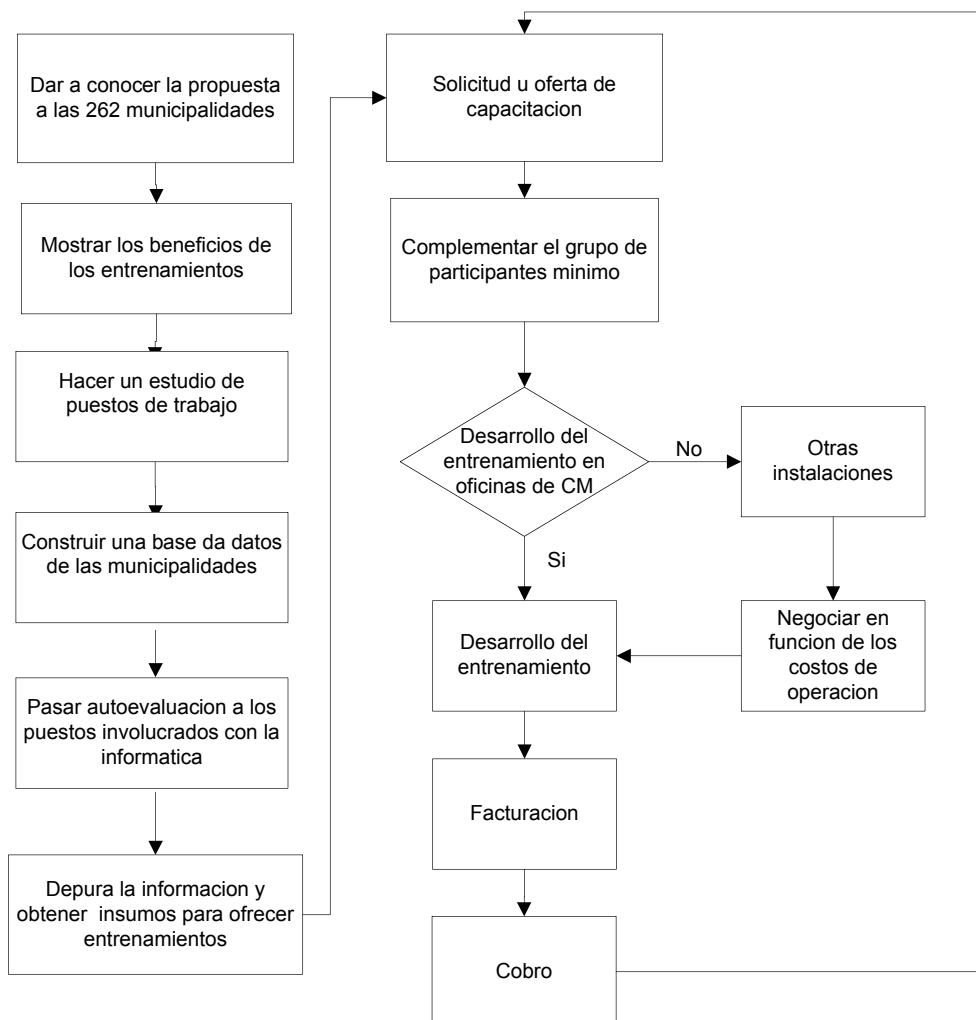 Dar a conocer la propuesta
a las 262 municipalidades
Mostrar los beneficios de
los entrenamientos
Hacer un estudio de
puestos de trabajo
Construir una base da datos
de las municipalidades
Pasar autoevaluacion a los
puestos involucrados con la
informatica
Depura la informacion y
obtener insumos para ofrecer
entrenamientos
Solicitud u oferta de
capacitacion
Complementar el grupo de
participantes minimo
Desarrollo del
entrenamiento en
oficinas de CM
No
Otras
instalaciones
Si
Negociar en
funcion de los
costos de
operacion
Desarrollo del
entrenamiento
Facturacion
Cobro